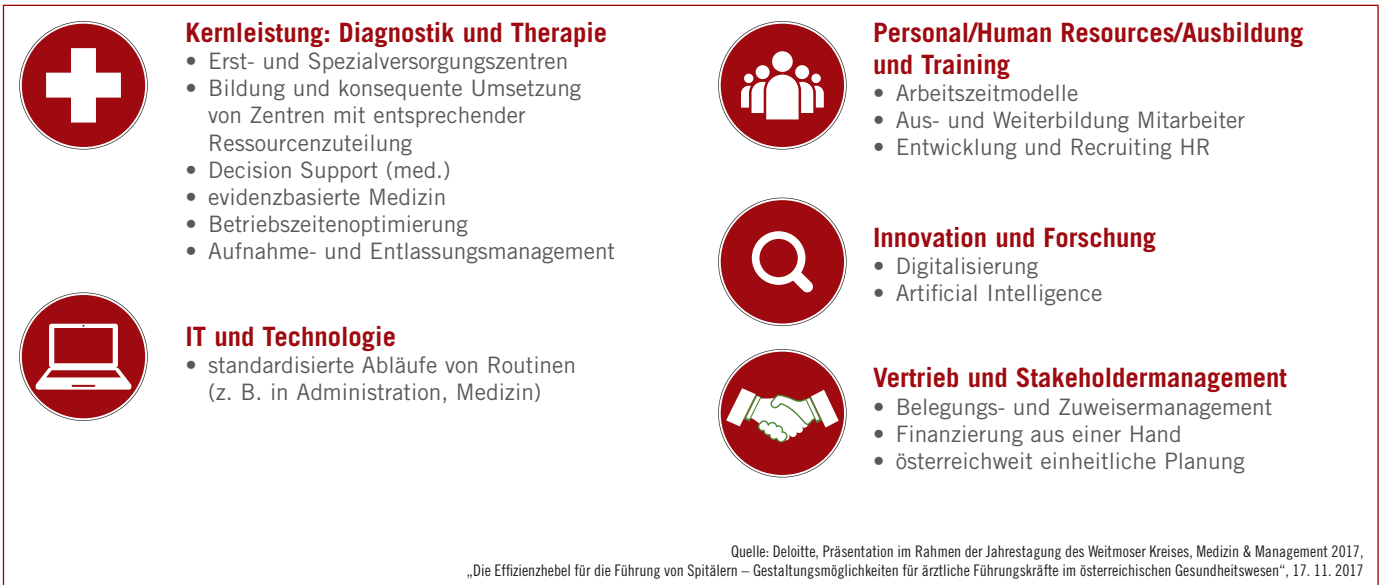 Kernleistung: Diagnostik und Therapie
• Erst- und Spezialversorgungszentren
• Bildung und konsequente Umsetzung
von Zentren mit entsprechender
Ressourcenzuteilung
• Decision Support (med.)
• evidenzbasierte Medizin
• Betriebszeitenoptimierung
• Aufnahme- und Entlassungsmanagement
IT und Technologie
• standardisierte Abläufe von Routinen
(z. B. in Administration, Medizin)
Personal/Human Resources/Ausbildung
und Training
• Arbeitszeitmodelle
• Aus- und Weiterbildung Mitarbeiter
• Entwicklung und Recruiting HR
Innovation und Forschung
• Digitalisierung
• Artificial Intelligence
Vertrieb und Stakeholdermanagement
• Belegungs- und Zuweisermanagement
• Finanzierung aus einer Hand
• österreichweit einheitliche Planung
Quelle: Deloitte, Präsentation im Rahmen der Jahrestagung des Weitmoser Kreises, Medizin & Management 2017,
„Die Effizienzhebel für die Führung von Spitälern – Gestaltungsmöglichkeiten für ärztliche Führungskräfte im österreichischen Gesundheitswesen“, 17. 11. 2017